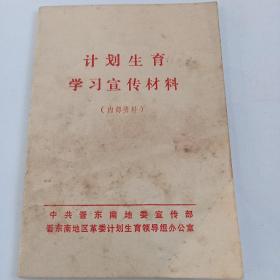 计划生育
学习宣传材料
（内部资料）
中共晋东南地委宣传部
晋东南地区革委计划生育领导组办公室